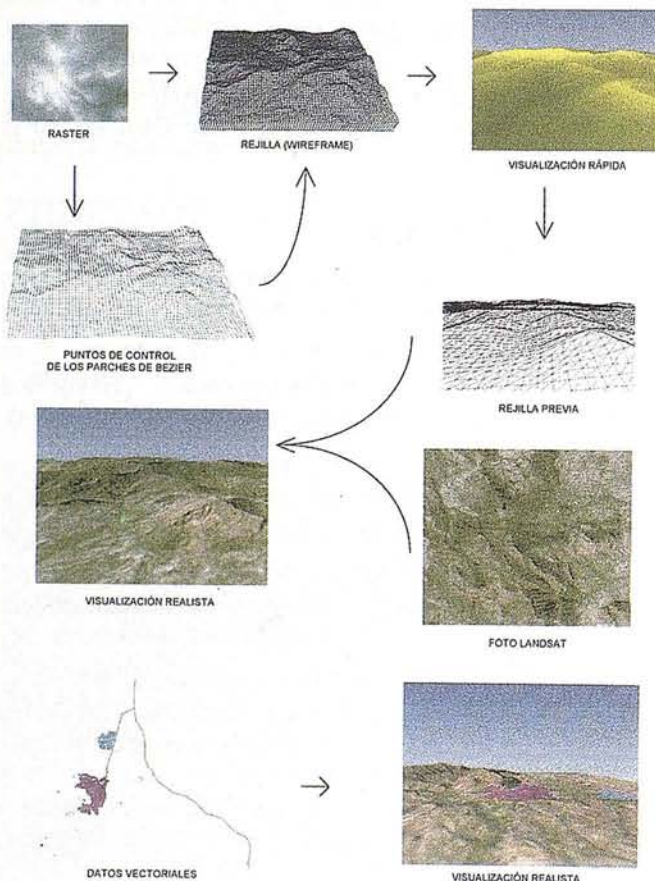 RASTER
REJILLA (WIREFRAME)
VISUALIZACIÓN RÁPIDA
PUNTOS DE CONTROL
DE LOS PARCHES DE BEZIER
REJILLA PREVIA
VISUALIZACIÓN REALISTA
FOTO LANDSAT
DATOS VECTORIALES
VISUALIZACIÓN REALISTA